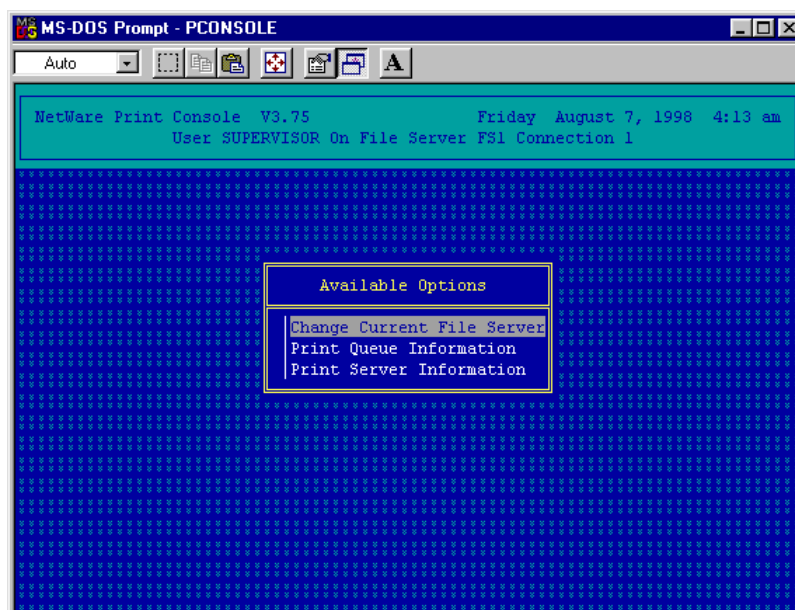 MS-DOS Prompt - PCONSOLE
Auto
A
NetWare Print Console V3.75 Friday August 7, 1998 4:13 am
User SUPERVISOR On File Server FS1 Connection 1
Available Options
Change Current File Server
Print Queue Information
Print Server Information